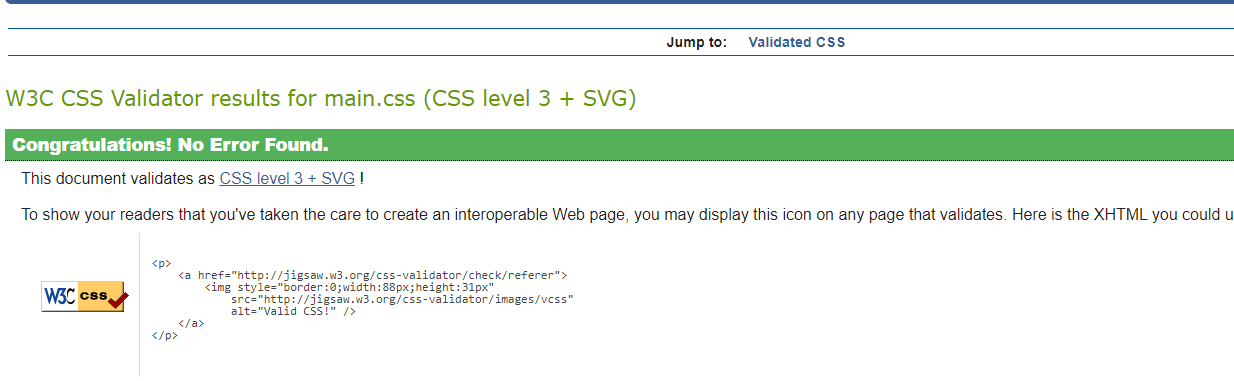 Jump to: Validated CSS
W3C CSS Validator results for main.css (CSS level 3 + SVG)
Congratulations! No Error Found.
This document validates as CSS level 3 + SVG !
To show your readers that you've taken the care to create an interoperable Web page, you may display this icon on any page that validates. Here is the XHTML you could u
W3C css
<p>
<a href="http://jigsaw.w3.org/css-validator/check/referer">
<img style="border:0;width:88px;height:31px"
src="http://jigsaw.w3.org/css-validator/images/vcss"
alt="Valid CSS!" />
</a>
</p>